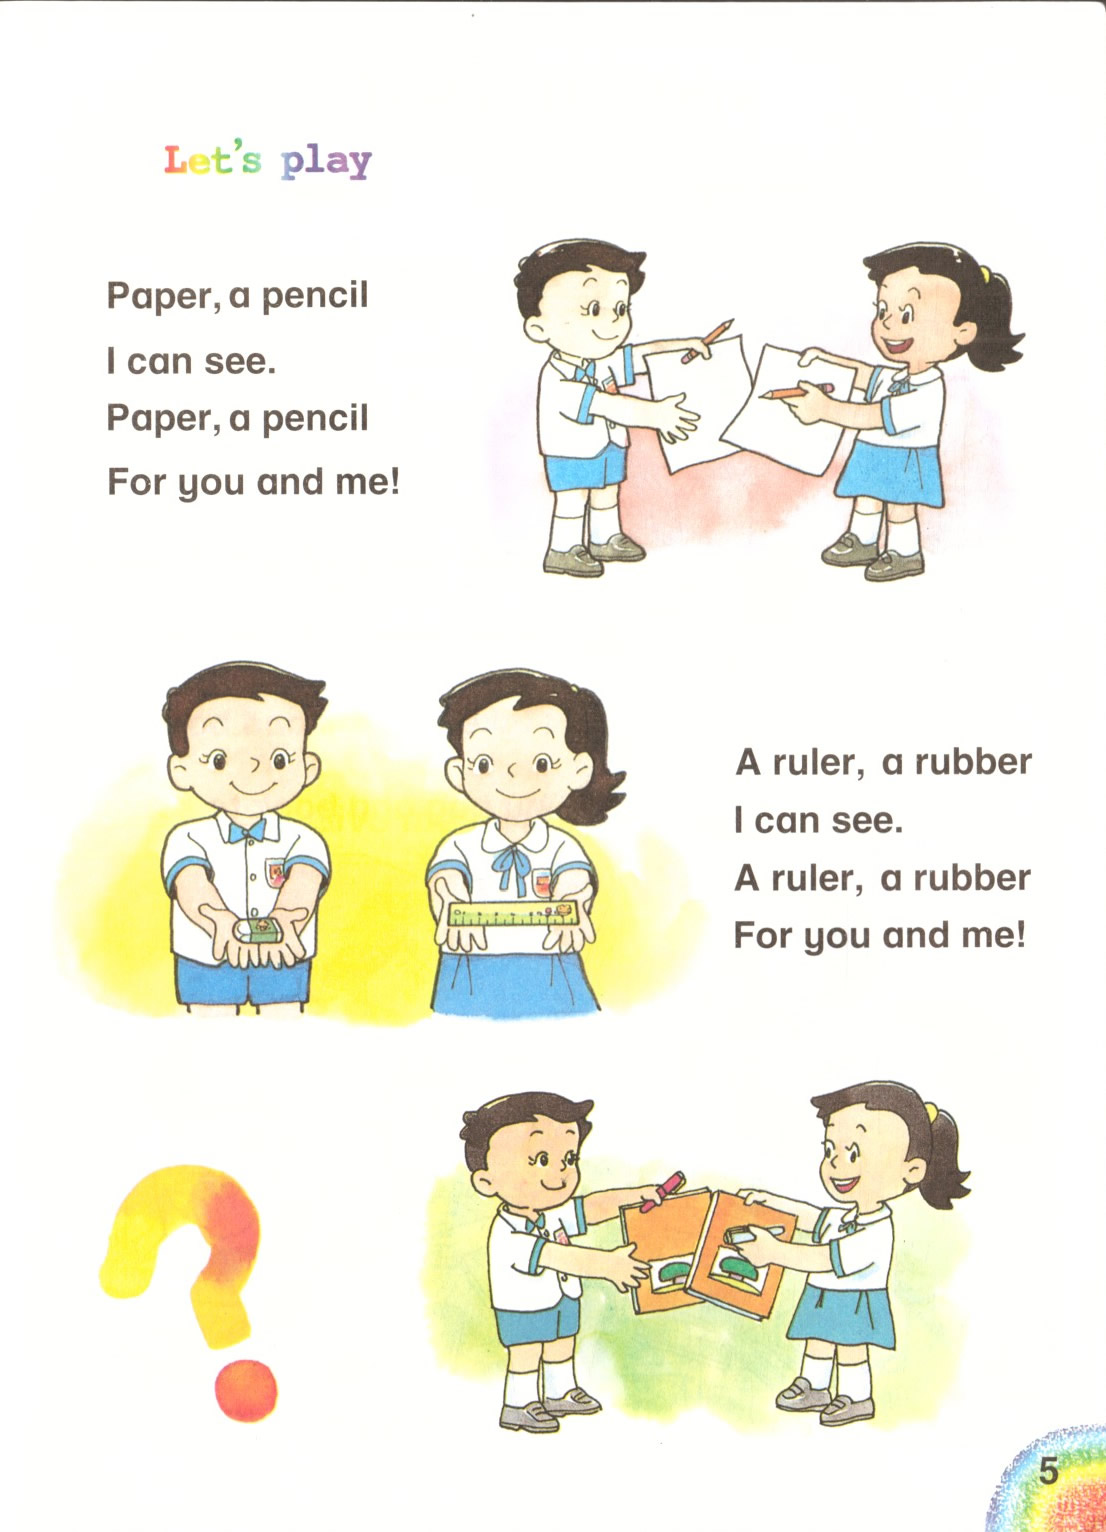 Let's play
Paper, a pencil
I can see.
Paper, a pencil
For you and me!
A ruler, a rubber
I can see.
A ruler, a rubber
For you and me!
?
5